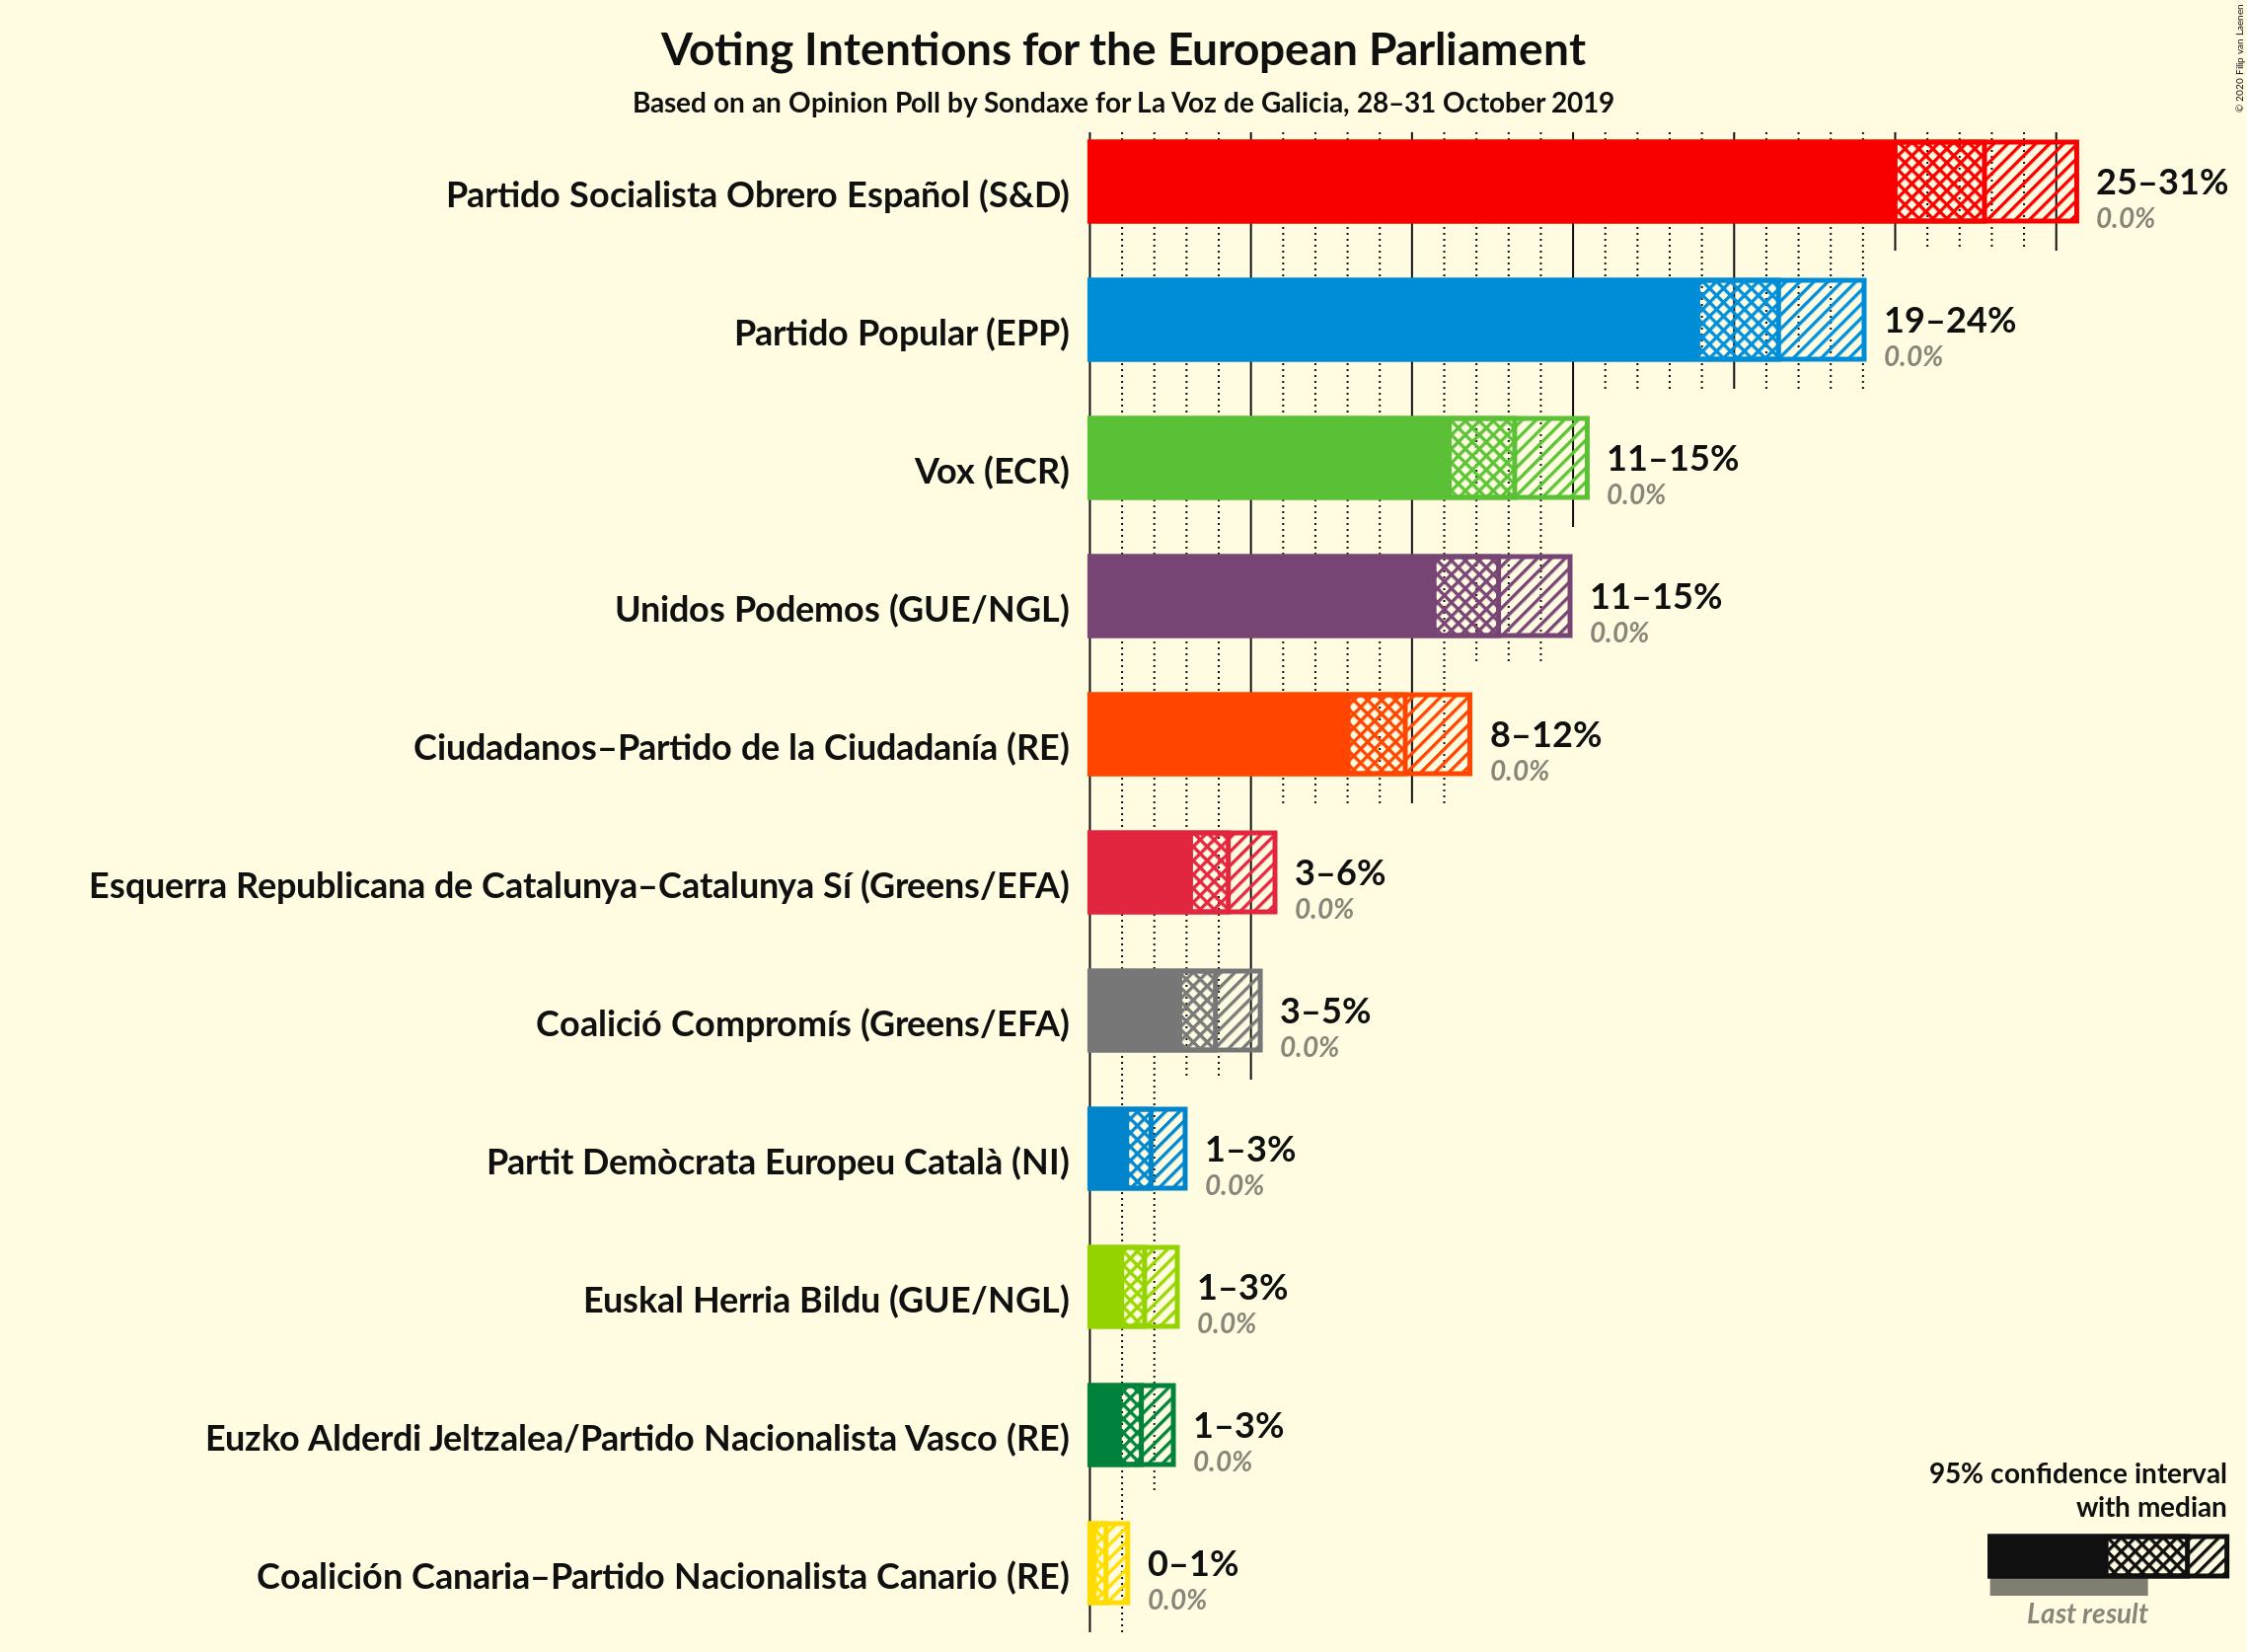 Voting Intentions for the European Parliament
Based on an Opinion Poll by Sondaxe for La Voz de Galicia, 28–31 October 2019
© 2020 Filip van Laenen
Partido Socialista Obrero Español (S&D)
25–31%
0.0%
Partido Popular (EPP)
19–24%
0.0%
Vox (ECR)
11–15%
0.0%
Unidos Podemos (GUE/NGL)
11–15%
0.0%
Ciudadanos–Partido de la Ciudadanía (RE)
8–12%
0.0%
Esquerra Republicana de Catalunya–Catalunya Sí (Greens/EFA)
3–6%
0.0%
Coalició Compromís (Greens/EFA)
3–5%
0.0%
Partit Demòcrata Europeu Català (NI)
1–3%
0.0%
Euskal Herria Bildu (GUE/NGL)
1–3%
0.0%
Euzko Alderdi Jeltzalea/Partido Nacionalista Vasco (RE)
1–3%
0.0%
Coalición Canaria–Partido Nacionalista Canario (RE)
0–1%
0.0%
95% confidence interval
with median
Last result